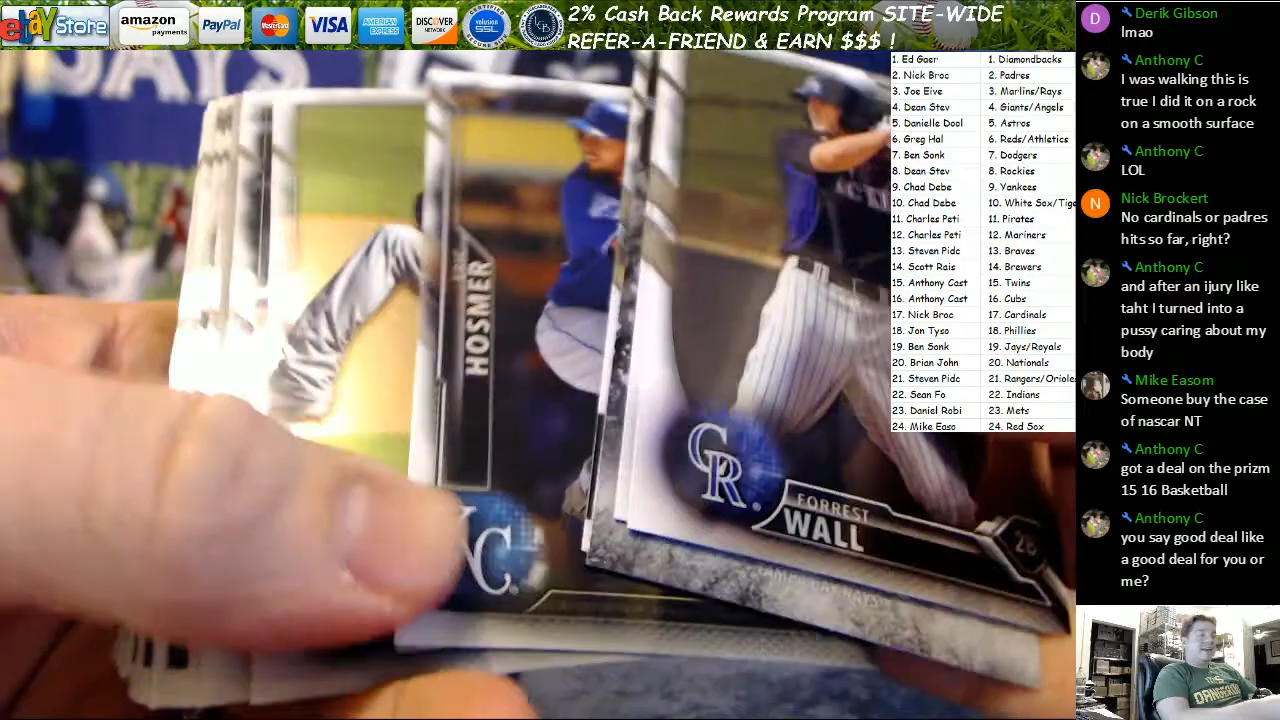 ebay Store
amazon payments
PayPal
MasterCard
VISA
AMERICAN EXPRESS
DISCOVER NETWORK
volusion SSL
2% Cash Back Rewards Program SITE-WIDE
REFER-A-FRIEND & EARN $$$ !
1. Ed Gaer 1. Diamondbacks
2. Nick Broc 2. Padres
3. Joe Eive 3. Marlins/Rays
4. Dean Stev 4. Giants/Angels
5. Danielle Dool 5. Astros
6. Greg Hal 6. Reds/Athletics
7. Ben Sonk 7. Dodgers
8. Dean Stev 8. Rockies
9. Chad Debe 9. Yankees
10. Chad Debe 10. White Sox/Tige
11. Charles Peti 11. Pirates
12. Charles Peti 12. Mariners
13. Steven Pidc 13. Braves
14. Scott Rais 14. Brewers
15. Anthony Cast 15. Twins
16. Anthony Cast 16. Cubs
17. Nick Broc 17. Cardinals
18. Jon Tyso 18. Phillies
19. Ben Sonk 19. Jays/Royals
20. Brian John 20. Nationals
21. Steven Pidc 21. Rangers/Oriole
22. Sean Fo 22. Indians
23. Daniel Robi 23. Mets
24. Mike Easo 24. Red Sox
HOSMER
KC
CR
FORREST
WALL
28
D
Derik Gibson
lmao
Anthony C
I was walking this is
true I did it on a rock
on a smooth surface
Anthony C
LOL
N
Nick Brockert
No cardinals or padres
hits so far, right?
Anthony C
and after an ijury like
taht I turned into a
pussy caring about my
body
Mike Easom
Someone buy the case
of nascar NT
Anthony C
got a deal on the prizm
15 16 Basketball
Anthony C
you say good deal like
a good deal for you or
me?